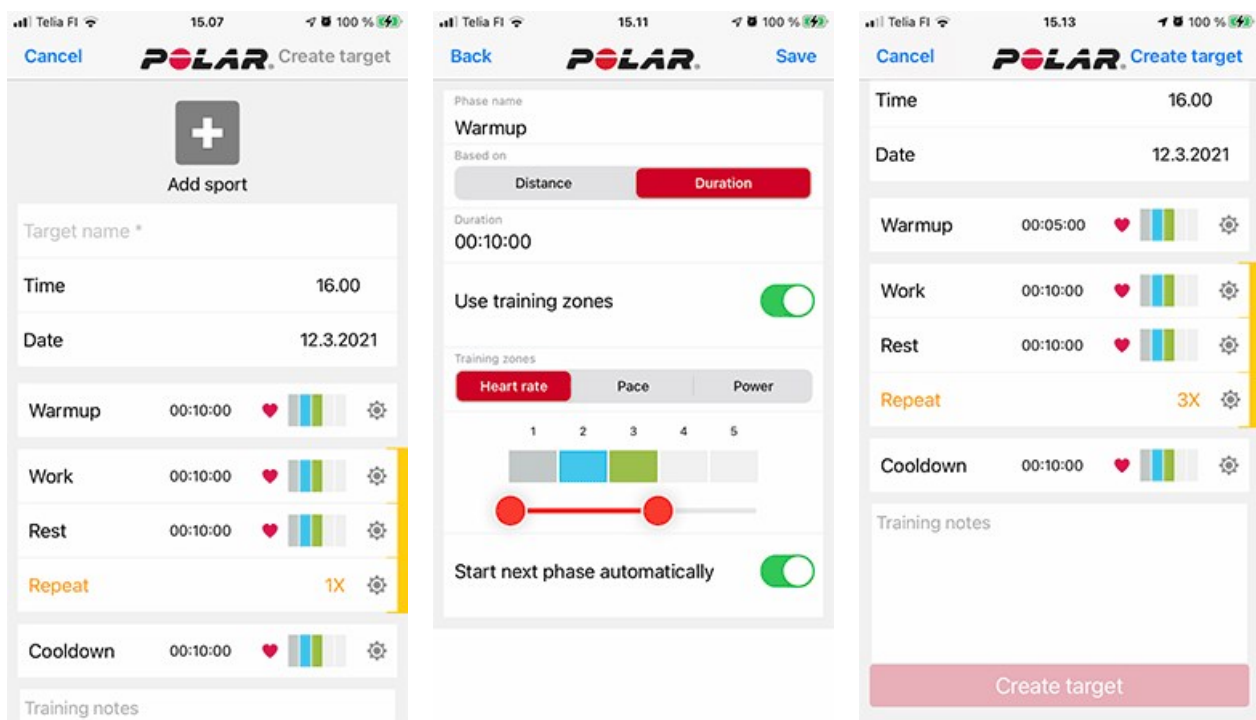 Telia FI 15.07 100 %
Cancel POLAR. Create target
Add sport
Target name *
Time 16.00
Date 12.3.2021
Warmup 00:10:00
Work 00:10:00
Rest 00:10:00
Repeat 1X
Cooldown 00:10:00
Training notes
Telia FI 15.11 100 %
Back POLAR. Save
Phase name
Warmup
Based on
Distance Duration
Duration
00:10:00
Use training zones
Training zones
Heart rate Pace Power
1 2 3 4 5
Start next phase automatically
Telia FI 15.13 100 %
Cancel POLAR. Create target
Time 16.00
Date 12.3.2021
Warmup 00:05:00
Work 00:10:00
Rest 00:10:00
Repeat 3X
Cooldown 00:10:00
Training notes
Create target